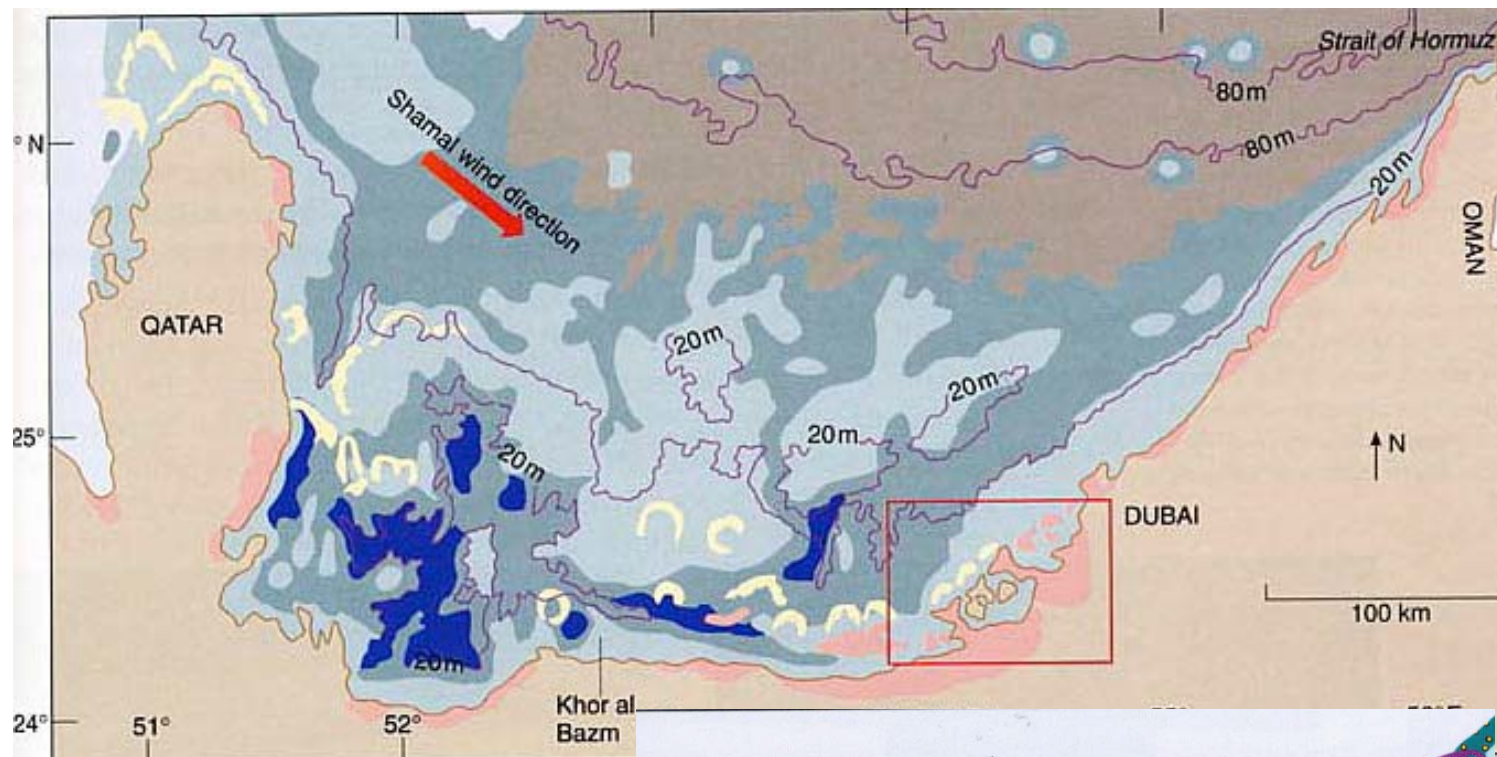 Strait of Hormuz
80m
° N
Shamal wind direction
80m
20m
OMAN
QATAR
20m
20m
25°
20m
20m
N
DUBAI
100 km
20m
Khor al
Bazm
24°
51°
52°